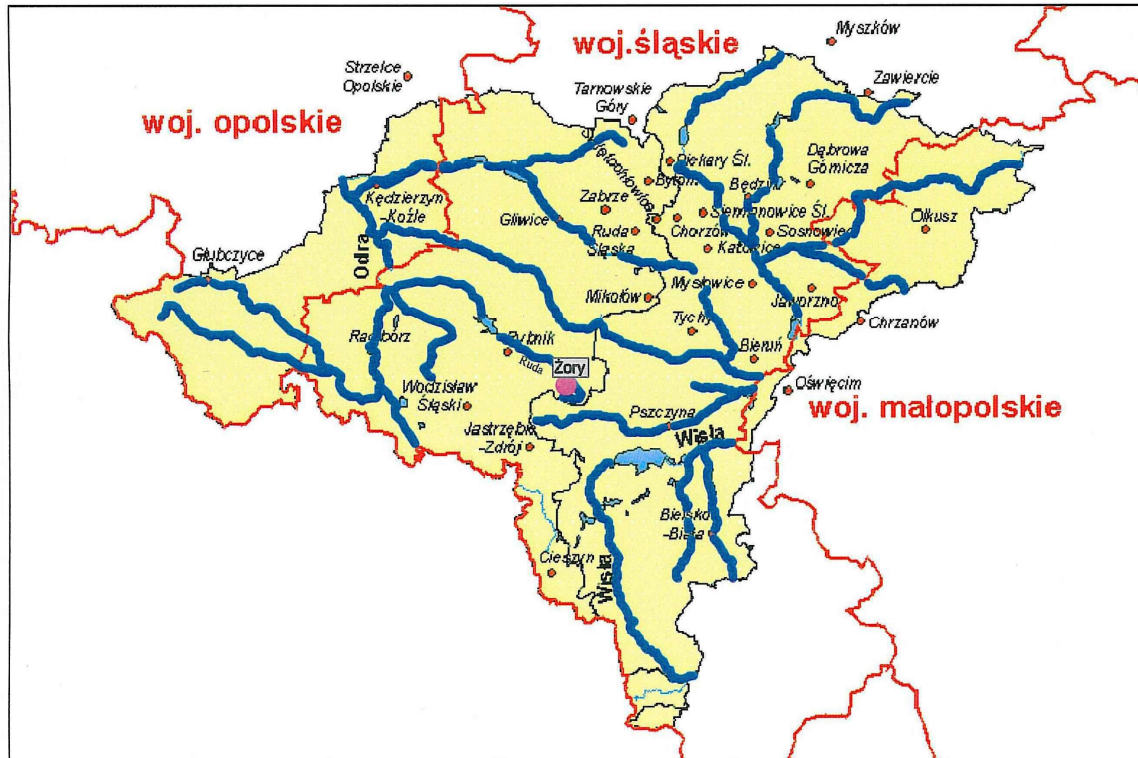 Myszków
woj.śląskie
Strzelce
Opolskie
Zawiercie
Tarnowskie
Góry
woj. opolskie
Piekary Śl.
Dąbrowa
Górnicza
Bytom
Świętochłowice
Będzin
Kędzierzyn
-Koźle
Zabrze
Siemianowice Śl.
Olkusz
Gliwice
Chorzów
Sosnowiec
Ruda
Śląska
Katowice
Odra
Głubczyce
Mysłowice
Mikołów
Jaworzno
Tychy
Chrzanów
Racibórz
Rybnik
Bieruń
Ruda
Żory
Oświęcim
Wodzisław
Śląski
woj. małopolskie
Pszczyna
Jastrzębie
-Zdrój
Wisła
Bielsko
-Biała
Cieszyn
Wisła